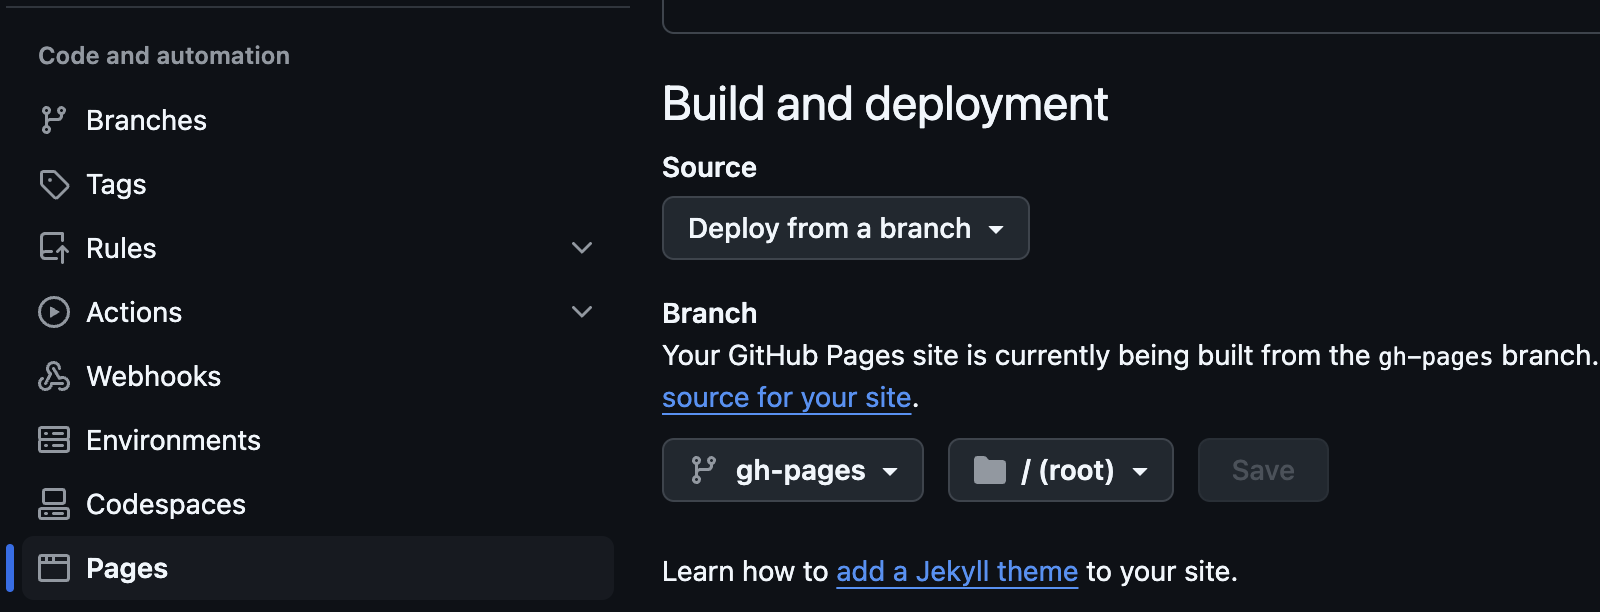 Code and automation
Branches
Tags
Rules
Actions
Webhooks
Environments
Codespaces
Pages
Build and deployment
Source
Deploy from a branch
Branch
Your GitHub Pages site is currently being built from the gh-pages branch.
source for your site.
gh-pages
/ (root)
Save
Learn how to add a Jekyll theme to your site.